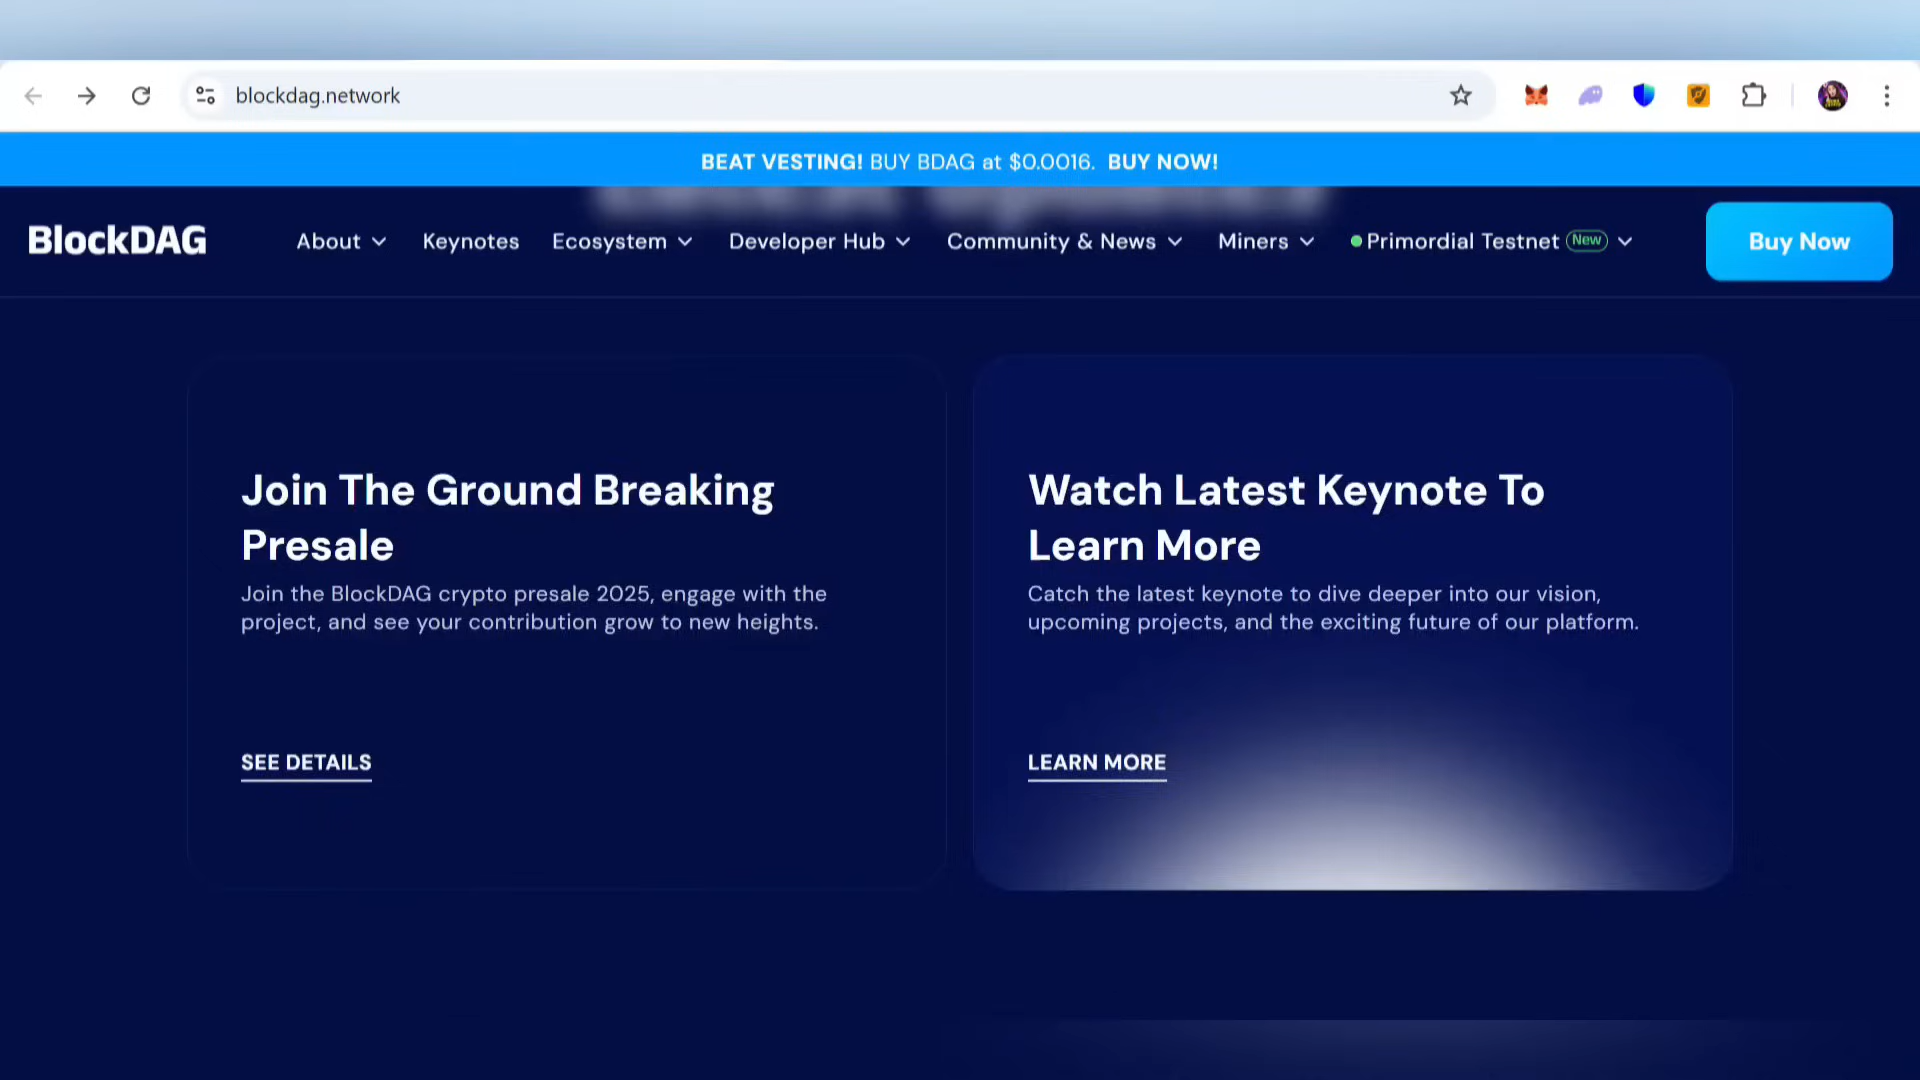 blockdag.network
BEAT VESTING! BUY BDAG at $0.0016. BUY NOW!
BlockDAG About Keynotes Ecosystem Developer Hub Community & News Miners Primordial Testnet New Buy Now
Join The Ground Breaking
Presale
Join the BlockDAG crypto presale 2025, engage with the
project, and see your contribution grow to new heights.
SEE DETAILS
Watch Latest Keynote To
Learn More
Catch the latest keynote to dive deeper into our vision,
upcoming projects, and the exciting future of our platform.
LEARN MORE